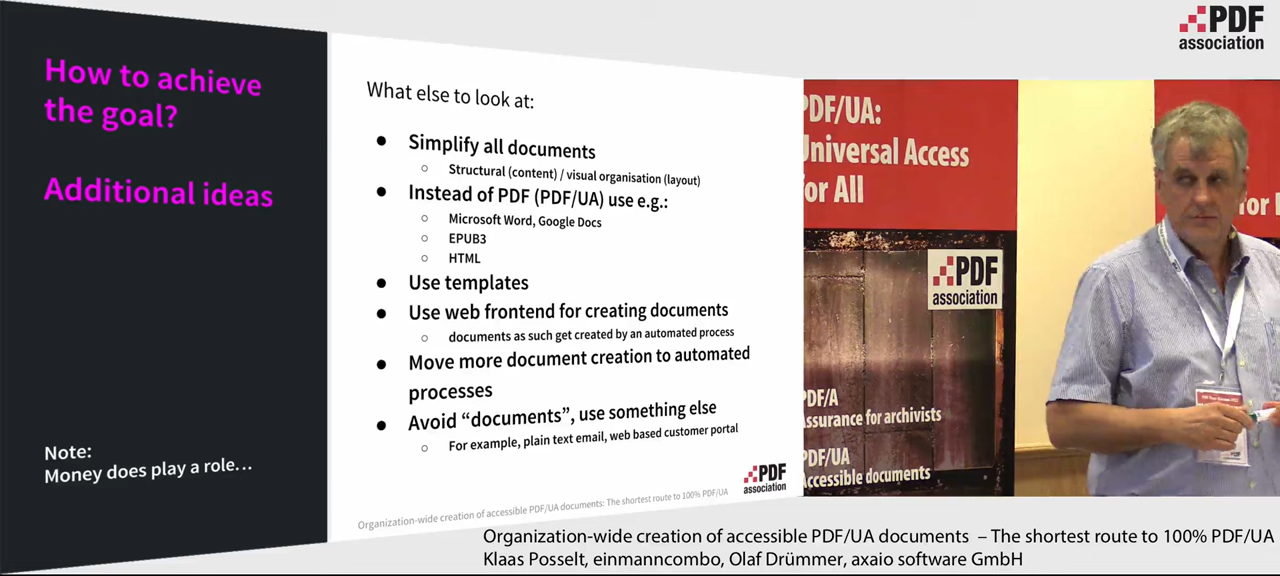 How to achieve
the goal?
Additional ideas
Note:
Money does play a role…
What else to look at:
● Simplify all documents
○ Structural (content) / visual organisation (layout)
● Instead of PDF (PDF/UA) use e.g.:
○ Microsoft Word, Google Docs
○ EPUB3
○ HTML
● Use templates
● Use web frontend for creating documents
○ documents as such get created by an automated process
● Move more document creation to automated
processes
● Avoid “documents”, use something else
○ For example, plain text email, web based customer portal
Organization-wide creation of accessible PDF/UA documents: The shortest route to 100% PDF/UA
PDF
association
PDF
association
PDF/UA:
Universal Access
for All
PDF
association
PDF/A
Assurance for archivists
PDF/UA
Accessible documents
for
Organization-wide creation of accessible PDF/UA documents – The shortest route to 100% PDF/UA
Klaas Posselt, einmanncombo, Olaf Drümmer, axaio software GmbH